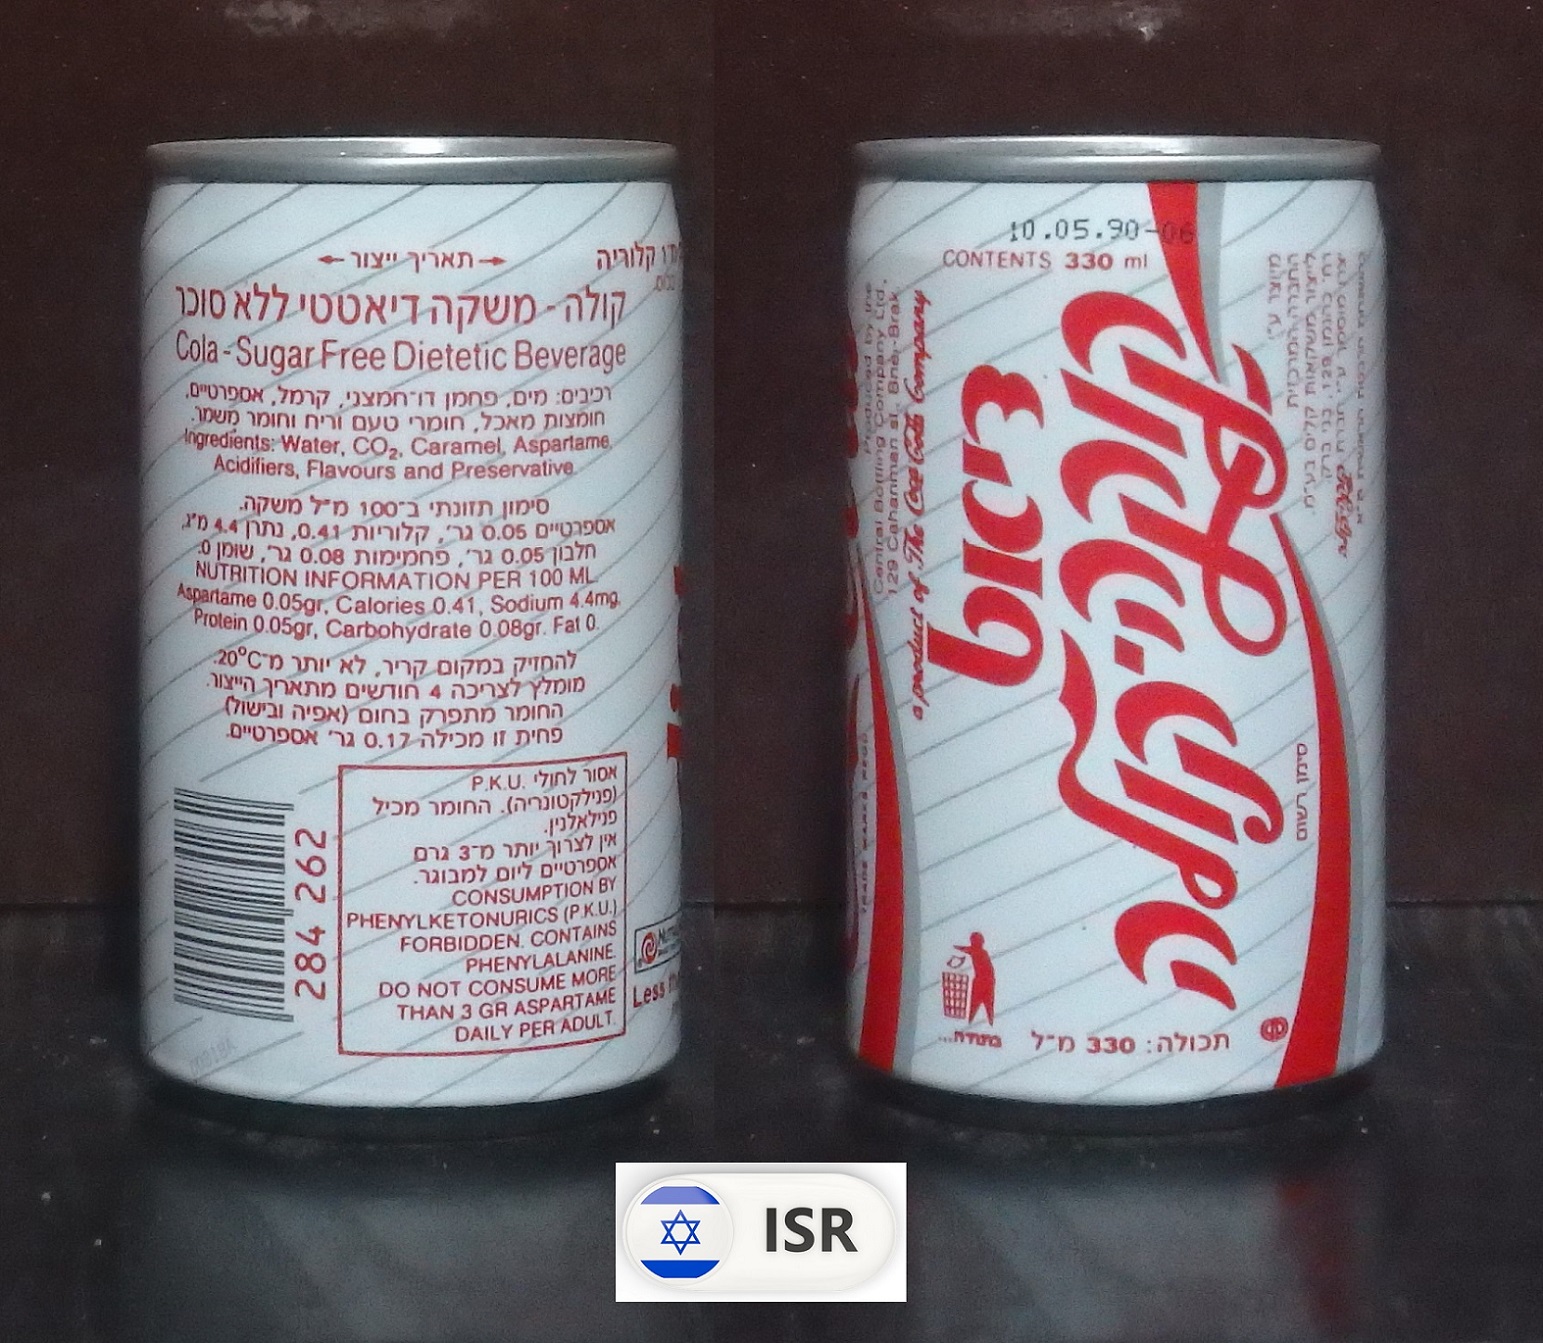 ← תאריך ייצור →
קלוריה
קולה - משקה דיאטטי ללא סוכר
Cola - Sugar Free Dietetic Beverage
רכיבים: מים, פחמן דו־חמצני, קרמל, אספרטיים,
חומצות מאכל, חומרי טעם וריח וחומר משמר.
Ingredients: Water, CO₂, Caramel, Aspartame,
Acidifiers, Flavours and Preservative.
סימון תזונתי ב־100 מ"ל משקה.
אספרטיים 0.05 גר', קלוריות 0.41, נתרן 4.4 מ"ג,
חלבון 0.05 גר', פחמימות 0.08 גר', שומן 0.
NUTRITION INFORMATION PER 100 ML
Aspartame 0.05gr, Calories 0.41, Sodium 4.4mg.
Protein 0.05gr, Carbohydrate 0.08gr. Fat 0.
להחזיק במקום קריר, לא יותר מ־20°C.
מומלץ לצריכה 4 חודשים מתאריך הייצור.
החומר מתפרק בחום (אפיה ובישול)
פחית זו מכילה 0.17 גר' אספרטיים.
284 262
אסור לחולי P.K.U.
(פנילקטונריה). החומר מכיל
פנילאלנין.
אין לצרוך יותר מ־3 גרם
אספרטיים ליום למבוגר.
CONSUMPTION BY
PHENYLKETONURICS (P.K.U.)
FORBIDDEN. CONTAINS
PHENYLALANINE.
DO NOT CONSUME MORE
THAN 3 GR ASPARTAME
DAILY PER ADULT.
Less
10.05.90-06
CONTENTS 330 ml
Produced by the
Central Bottling Company Ltd,
129 Cahanman st. Bne-Brak
a product of The Coca-Cola Company
דיאט
קוקה-קולה
סימן רשום
תכולה: 330 מ"ל
ISR